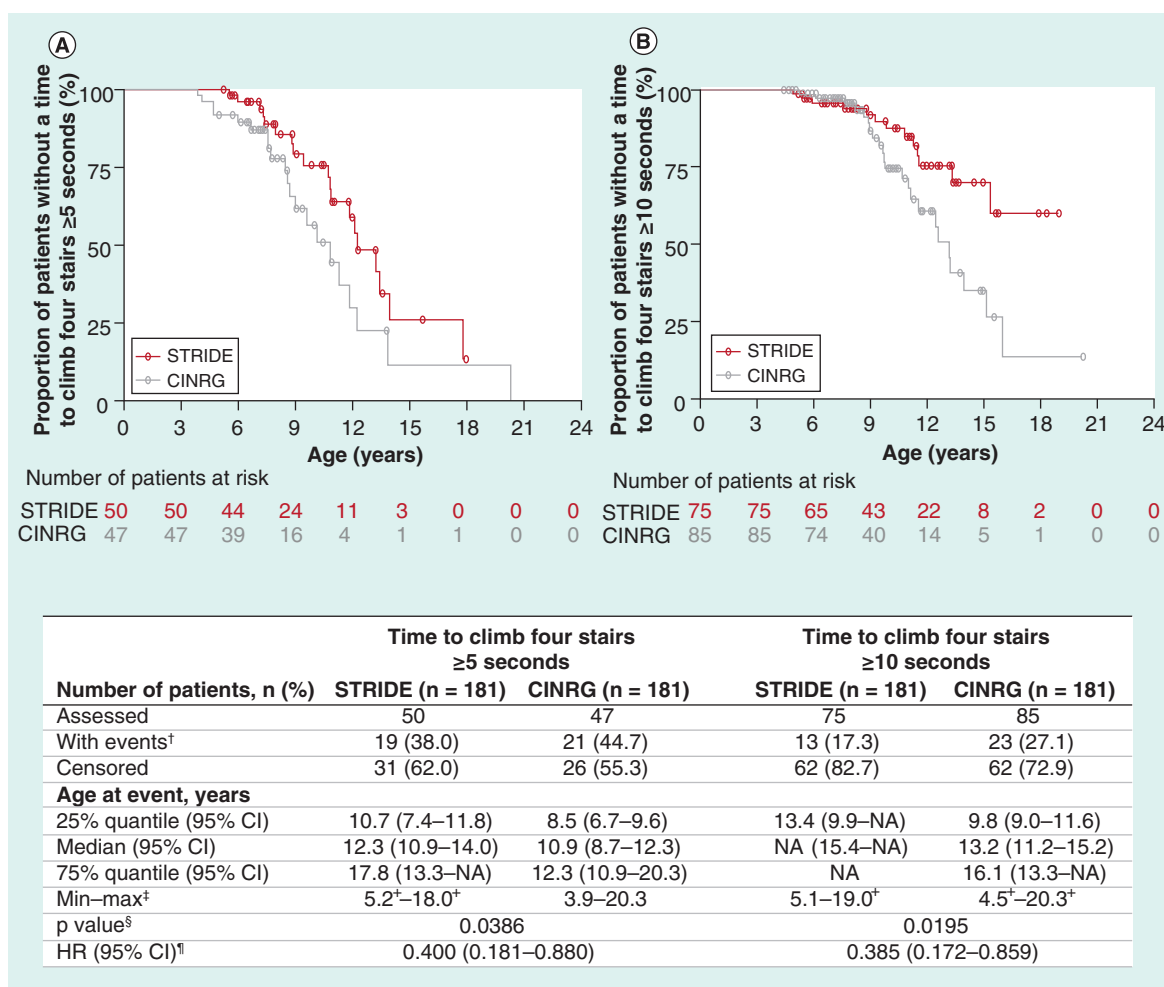 A
Proportion of patients without a time
to climb four stairs ≥5 seconds (%)
100
75
50
25
0
STRIDE
CINRG
0 3 6 9 12 15 18 21 24
Age (years)
Number of patients at risk
STRIDE 50 50 44 24 11 3 0 0 0
CINRG 47 47 39 16 4 1 1 0 0
B
Proportion of patients without a time
to climb four stairs ≥10 seconds (%)
100
75
50
25
0
STRIDE
CINRG
0 3 6 9 12 15 18 21 24
Age (years)
Number of patients at risk
STRIDE 75 75 65 43 22 8 2 0 0
CINRG 85 85 74 40 14 5 1 0 0
Time to climb four stairs Time to climb four stairs
≥5 seconds ≥10 seconds
Number of patients, n (%) STRIDE (n = 181) CINRG (n = 181) STRIDE (n = 181) CINRG (n = 181)
Assessed 50 47 75 85
With events† 19 (38.0) 21 (44.7) 13 (17.3) 23 (27.1)
Censored 31 (62.0) 26 (55.3) 62 (82.7) 62 (72.9)
Age at event, years
25% quantile (95% CI) 10.7 (7.4–11.8) 8.5 (6.7–9.6) 13.4 (9.9–NA) 9.8 (9.0–11.6)
Median (95% CI) 12.3 (10.9–14.0) 10.9 (8.7–12.3) NA (15.4–NA) 13.2 (11.2–15.2)
75% quantile (95% CI) 17.8 (13.3–NA) 12.3 (10.9–20.3) NA 16.1 (13.3–NA)
Min–max‡ 5.2⁺–18.0⁺ 3.9–20.3 5.1–19.0⁺ 4.5⁺–20.3⁺
p value§ 0.0386 0.0195
HR (95% CI)¶ 0.400 (0.181–0.880) 0.385 (0.172–0.859)